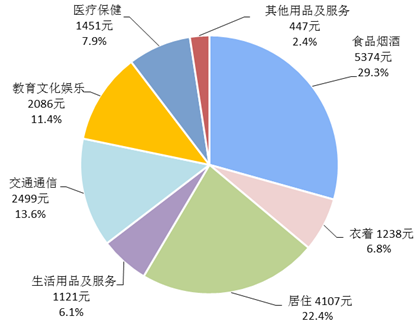 医疗保健
1451元
7.9%
其他用品及服务
447元
2.4%
食品烟酒
5374元
29.3%
教育文化娱乐
2086元
11.4%
交通通信
2499元
13.6%
衣着 1238元
6.8%
生活用品及服务
1121元
6.1%
居住 4107元
22.4%